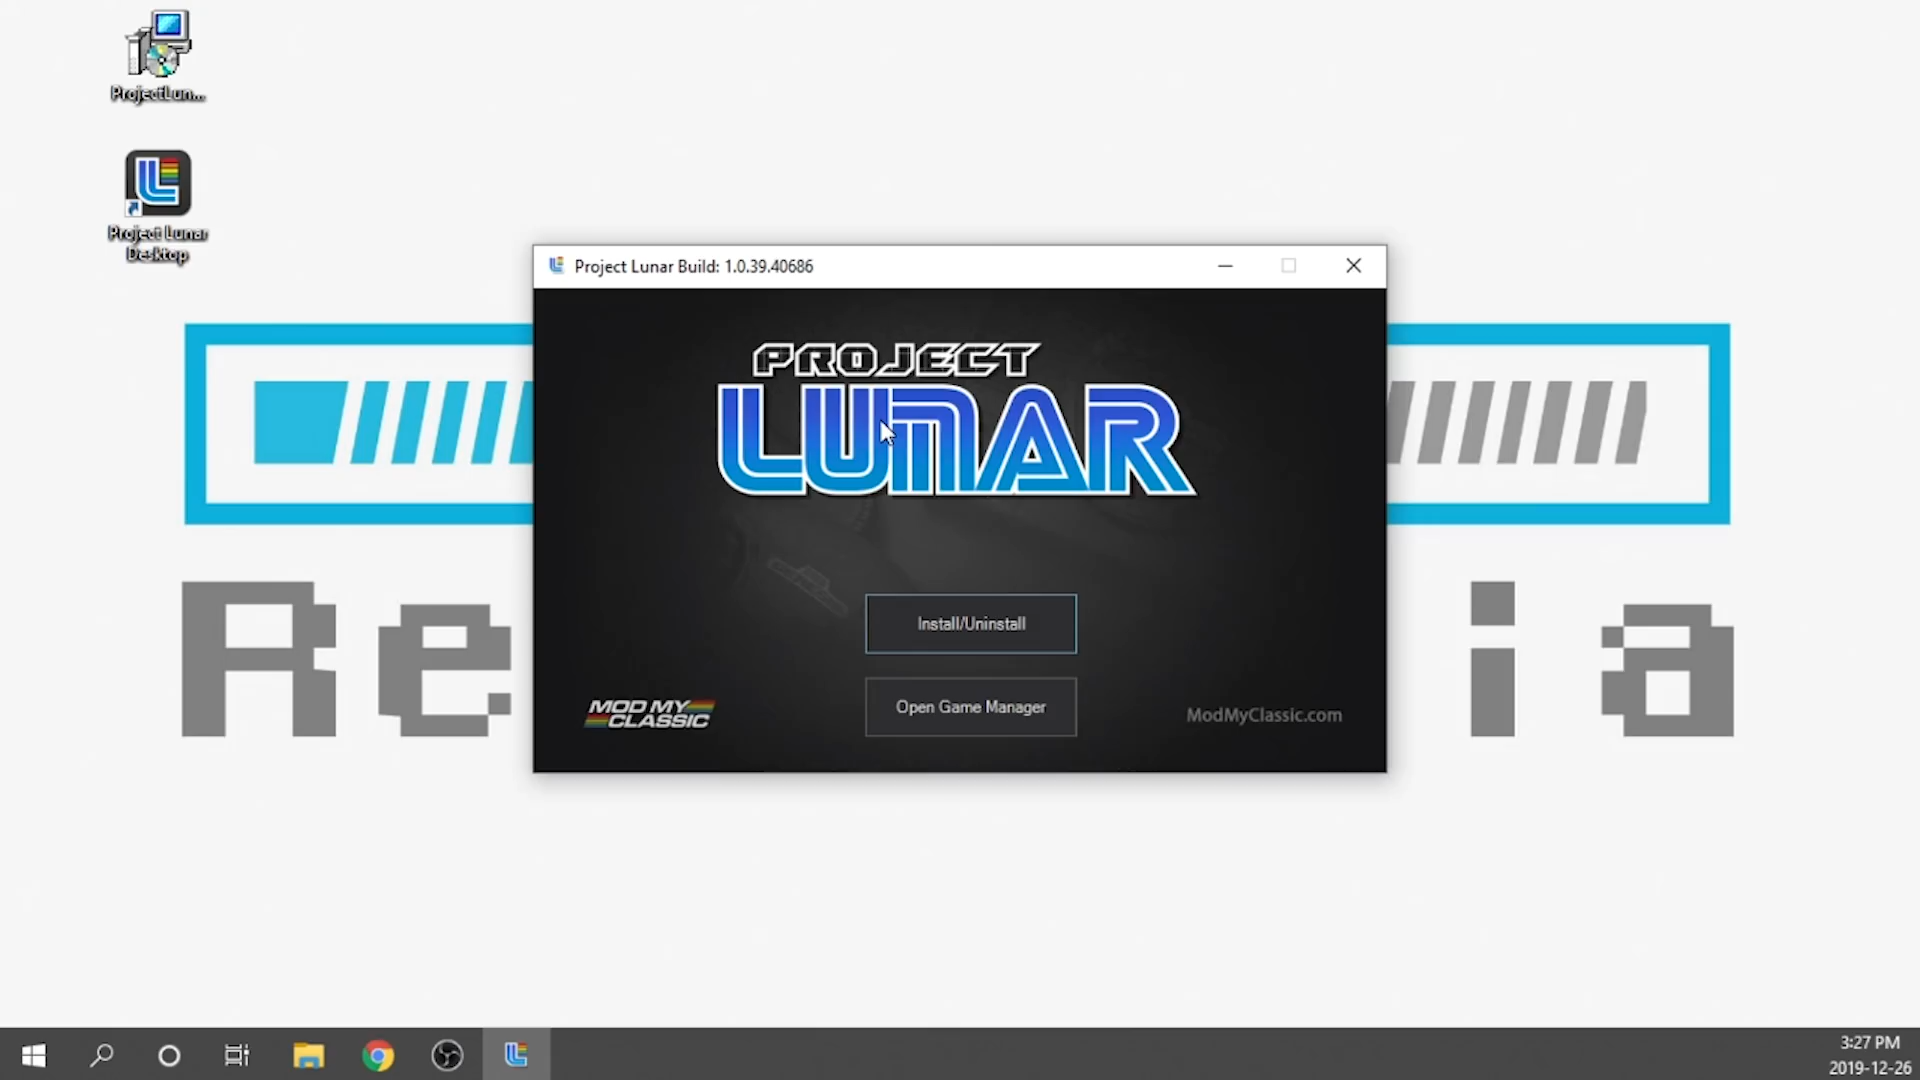 ProjectLun...
Project Lunar
Desktop
Project Lunar Build: 1.0.39.40686
PROJECT
LUNAR
Install/Uninstall
Open Game Manager
MOD MY
CLASSIC
ModMyClassic.com
Re
ia
3:27 PM
2019-12-26